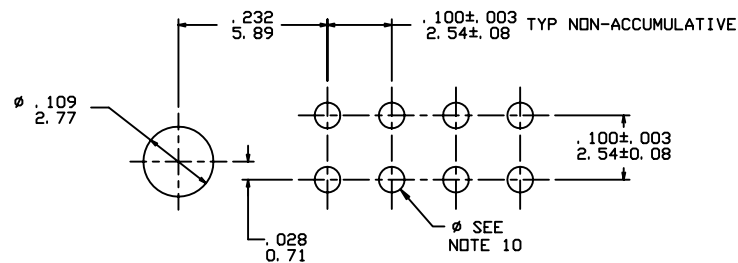 .232
5.89
.100±.003 TYP NON-ACCUMULATIVE
2.54±.08
ø .109
2.77
.100±.003
2.54±0.08
.028
0.71
ø SEE
NOTE 10